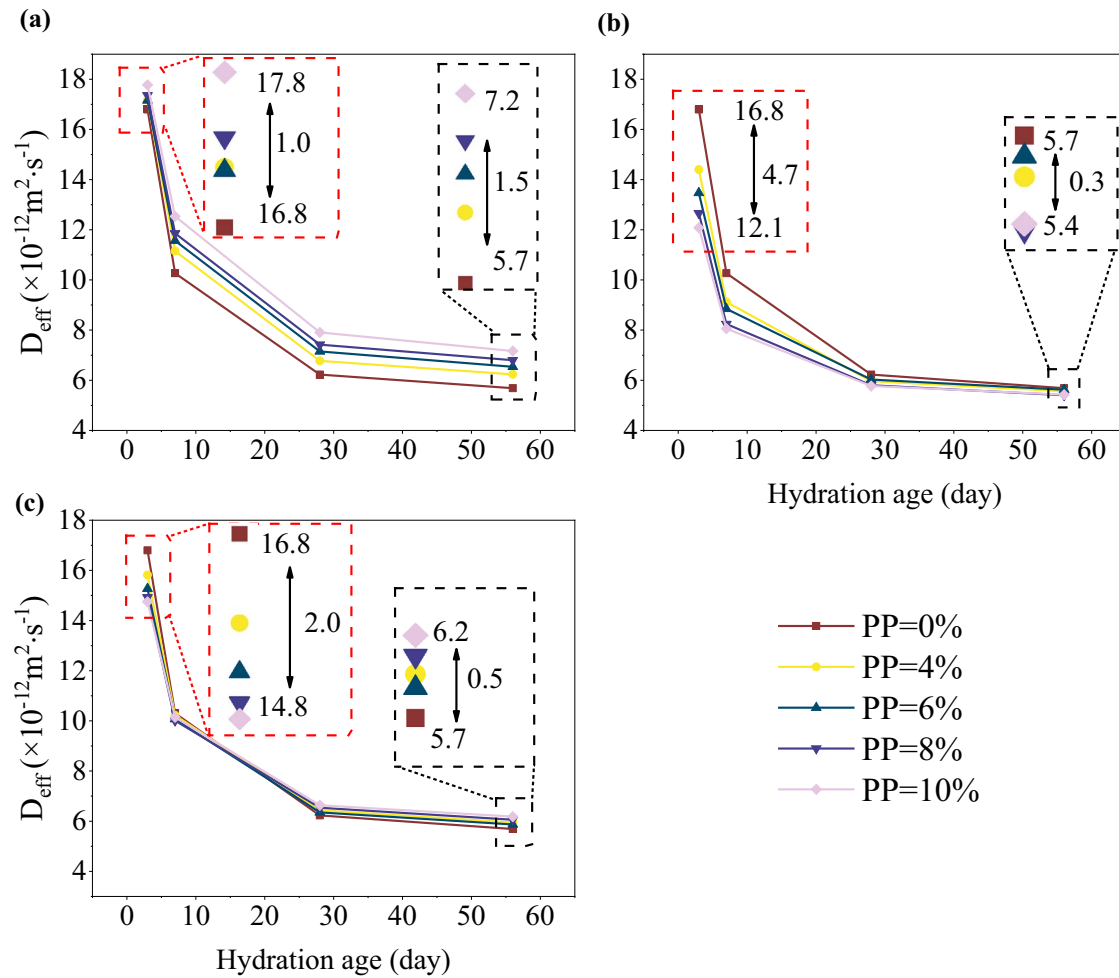 (a)
18
16
14
12
10
8
6
4
D_eff (×10⁻¹²m²·s⁻¹)
17.8
1.0
16.8
7.2
1.5
5.7
0 10 20 30 40 50 60
(b)
18
16
14
12
10
8
6
4
16.8
4.7
12.1
5.7
0.3
5.4
0 10 20 30 40 50 60
Hydration age (day)
(c)
18
16
14
12
10
8
6
4
D_eff (×10⁻¹²m²·s⁻¹)
16.8
2.0
14.8
6.2
0.5
5.7
0 10 20 30 40 50 60
Hydration age (day)
PP=0%
PP=4%
PP=6%
PP=8%
PP=10%